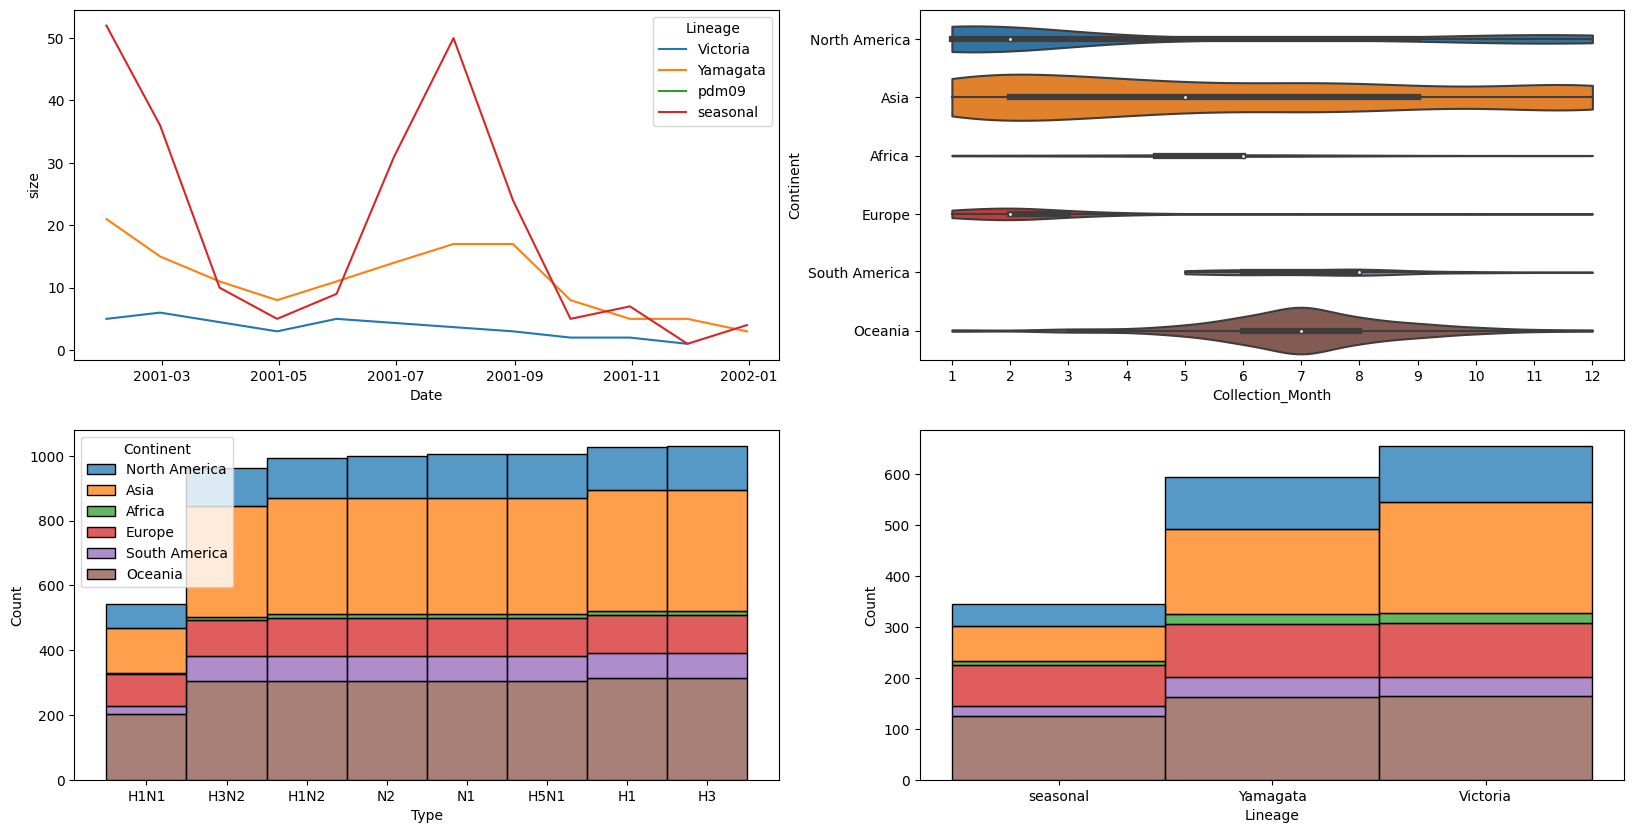 50
40
30
20
10
0
size
2001-03 2001-05 2001-07 2001-09 2001-11 2002-01
Date
Lineage
Victoria
Yamagata
pdm09
seasonal
North America
Asia
Africa
Europe
South America
Oceania
Continent
1 2 3 4 5 6 7 8 9 10 11 12
Collection_Month
1000
800
600
400
200
0
Count
Continent
North America
Asia
Africa
Europe
South America
Oceania
H1N1 H3N2 H1N2 N2 N1 H5N1 H1 H3
Type
600
500
400
300
200
100
0
Count
seasonal Yamagata Victoria
Lineage